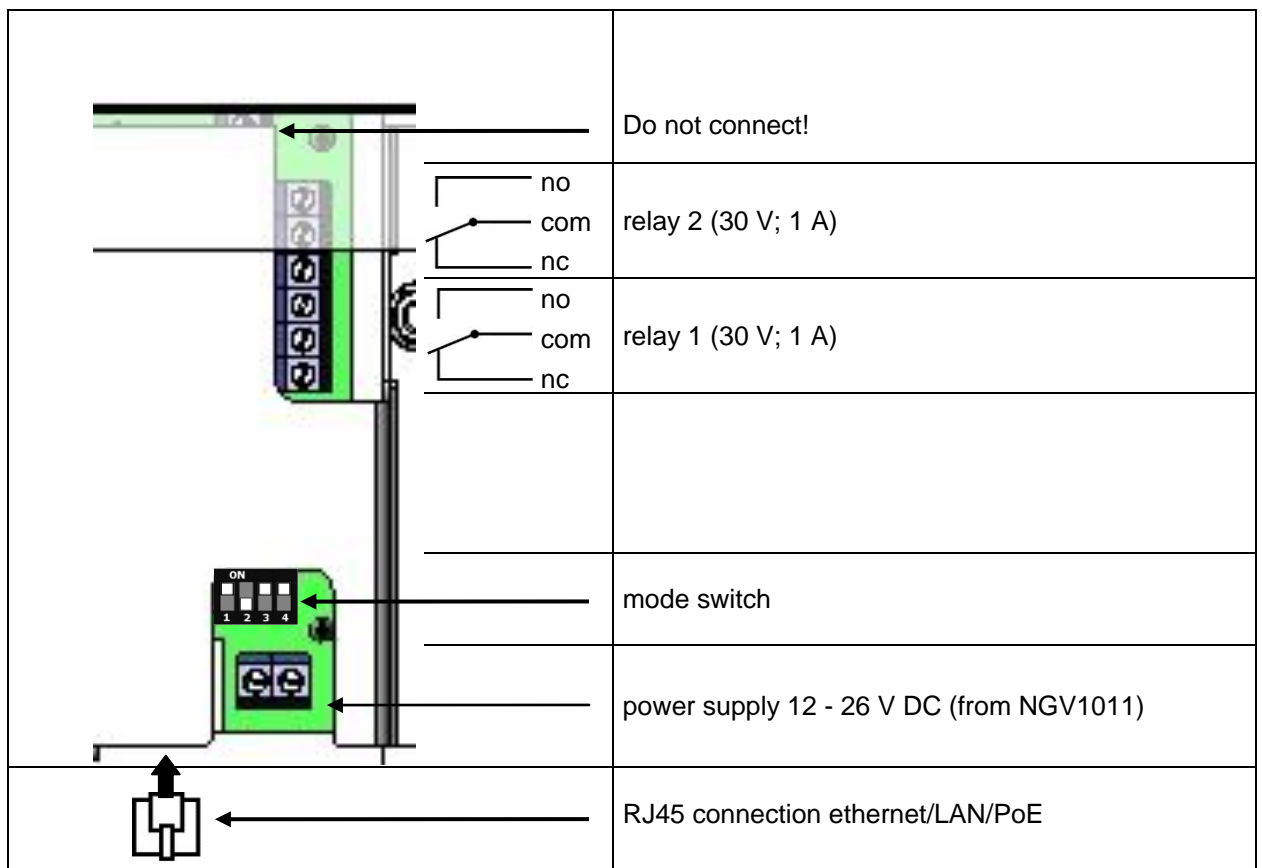 Do not connect!
no
com
nc
relay 2 (30 V; 1 A)
no
com
nc
relay 1 (30 V; 1 A)
ON
1 2 3 4
mode switch
power supply 12 - 26 V DC (from NGV1011)
RJ45 connection ethernet/LAN/PoE